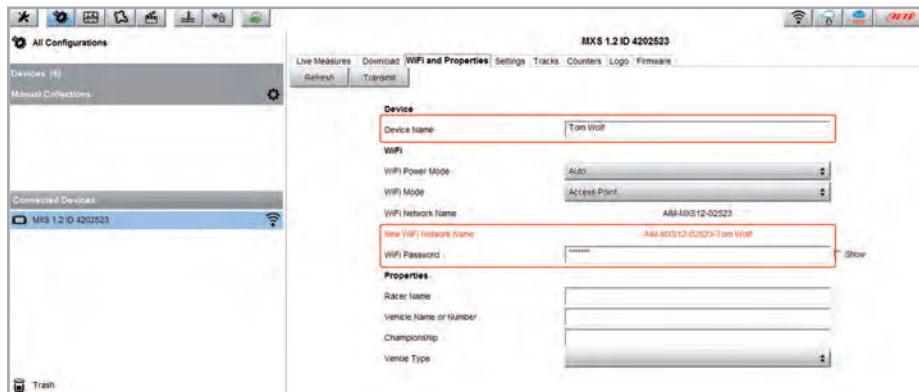 AiM
All Configurations
MXS 1.2 ID 4202523
Live Measures Download WiFi and Properties Settings Tracks Counters Logo Firmware
Devices (6)
Refresh Transmit
Manual Collections
Device
Device Name Tom Wolf
WiFi
WiFi Power Mode Auto
WiFi Mode Access Point
Connected Devices
MXS 1.2 ID 4202523
WiFi Network Name AiM-MXS12-02523
New WiFi Network Name AiM-MXS12-02523-Tom Wolf
WiFi Password ******* Show
Properties
Racer Name
Vehicle Name or Number
Championship
Venue Type
Trash